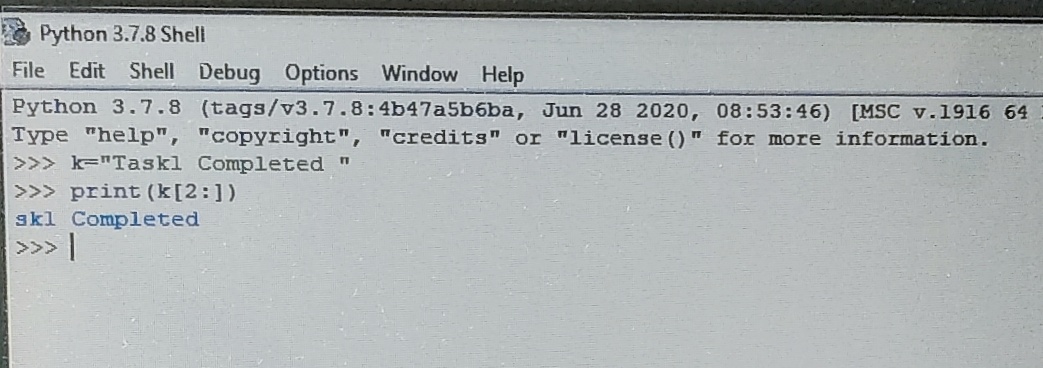 Python 3.7.8 Shell
File Edit Shell Debug Options Window Help
Python 3.7.8 (tags/v3.7.8:4b47a5b6ba, Jun 28 2020, 08:53:46) [MSC v.1916 64
Type "help", "copyright", "credits" or "license()" for more information.
>>> k="Task1 Completed "
>>> print(k[2:])
sk1 Completed
>>>